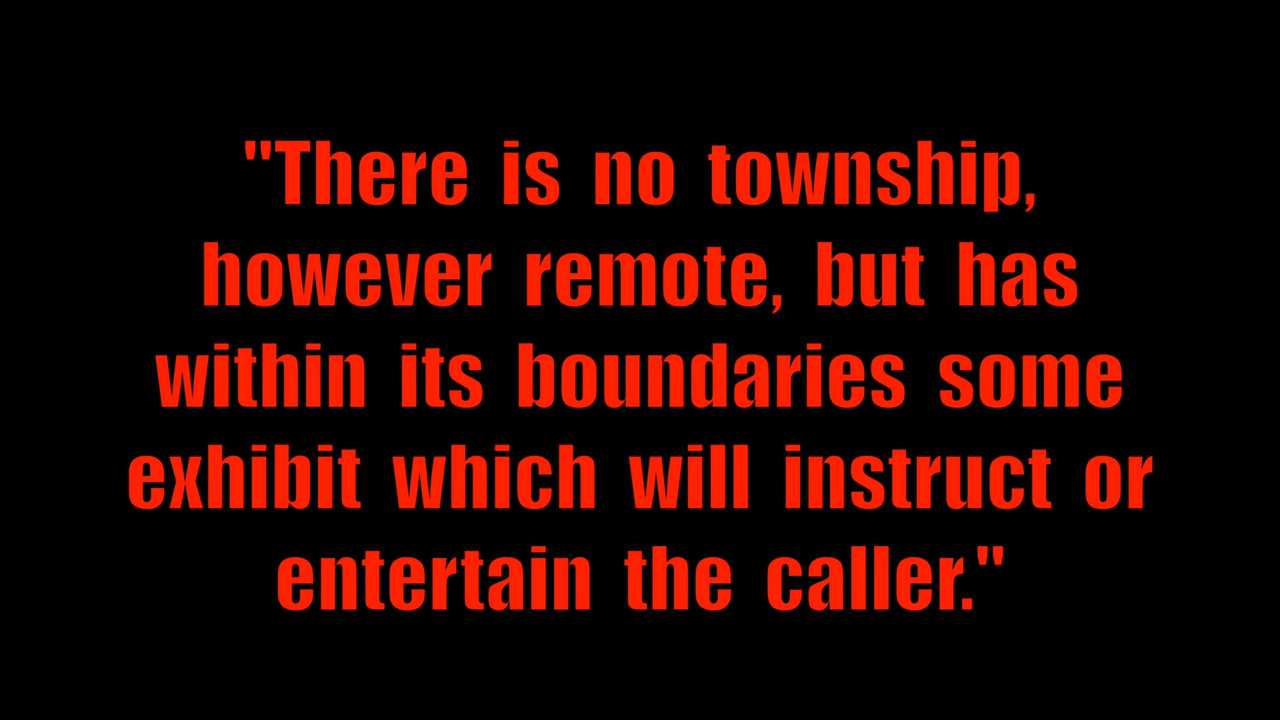 "There is no township,
however remote, but has
within its boundaries some
exhibit which will instruct or
entertain the caller."